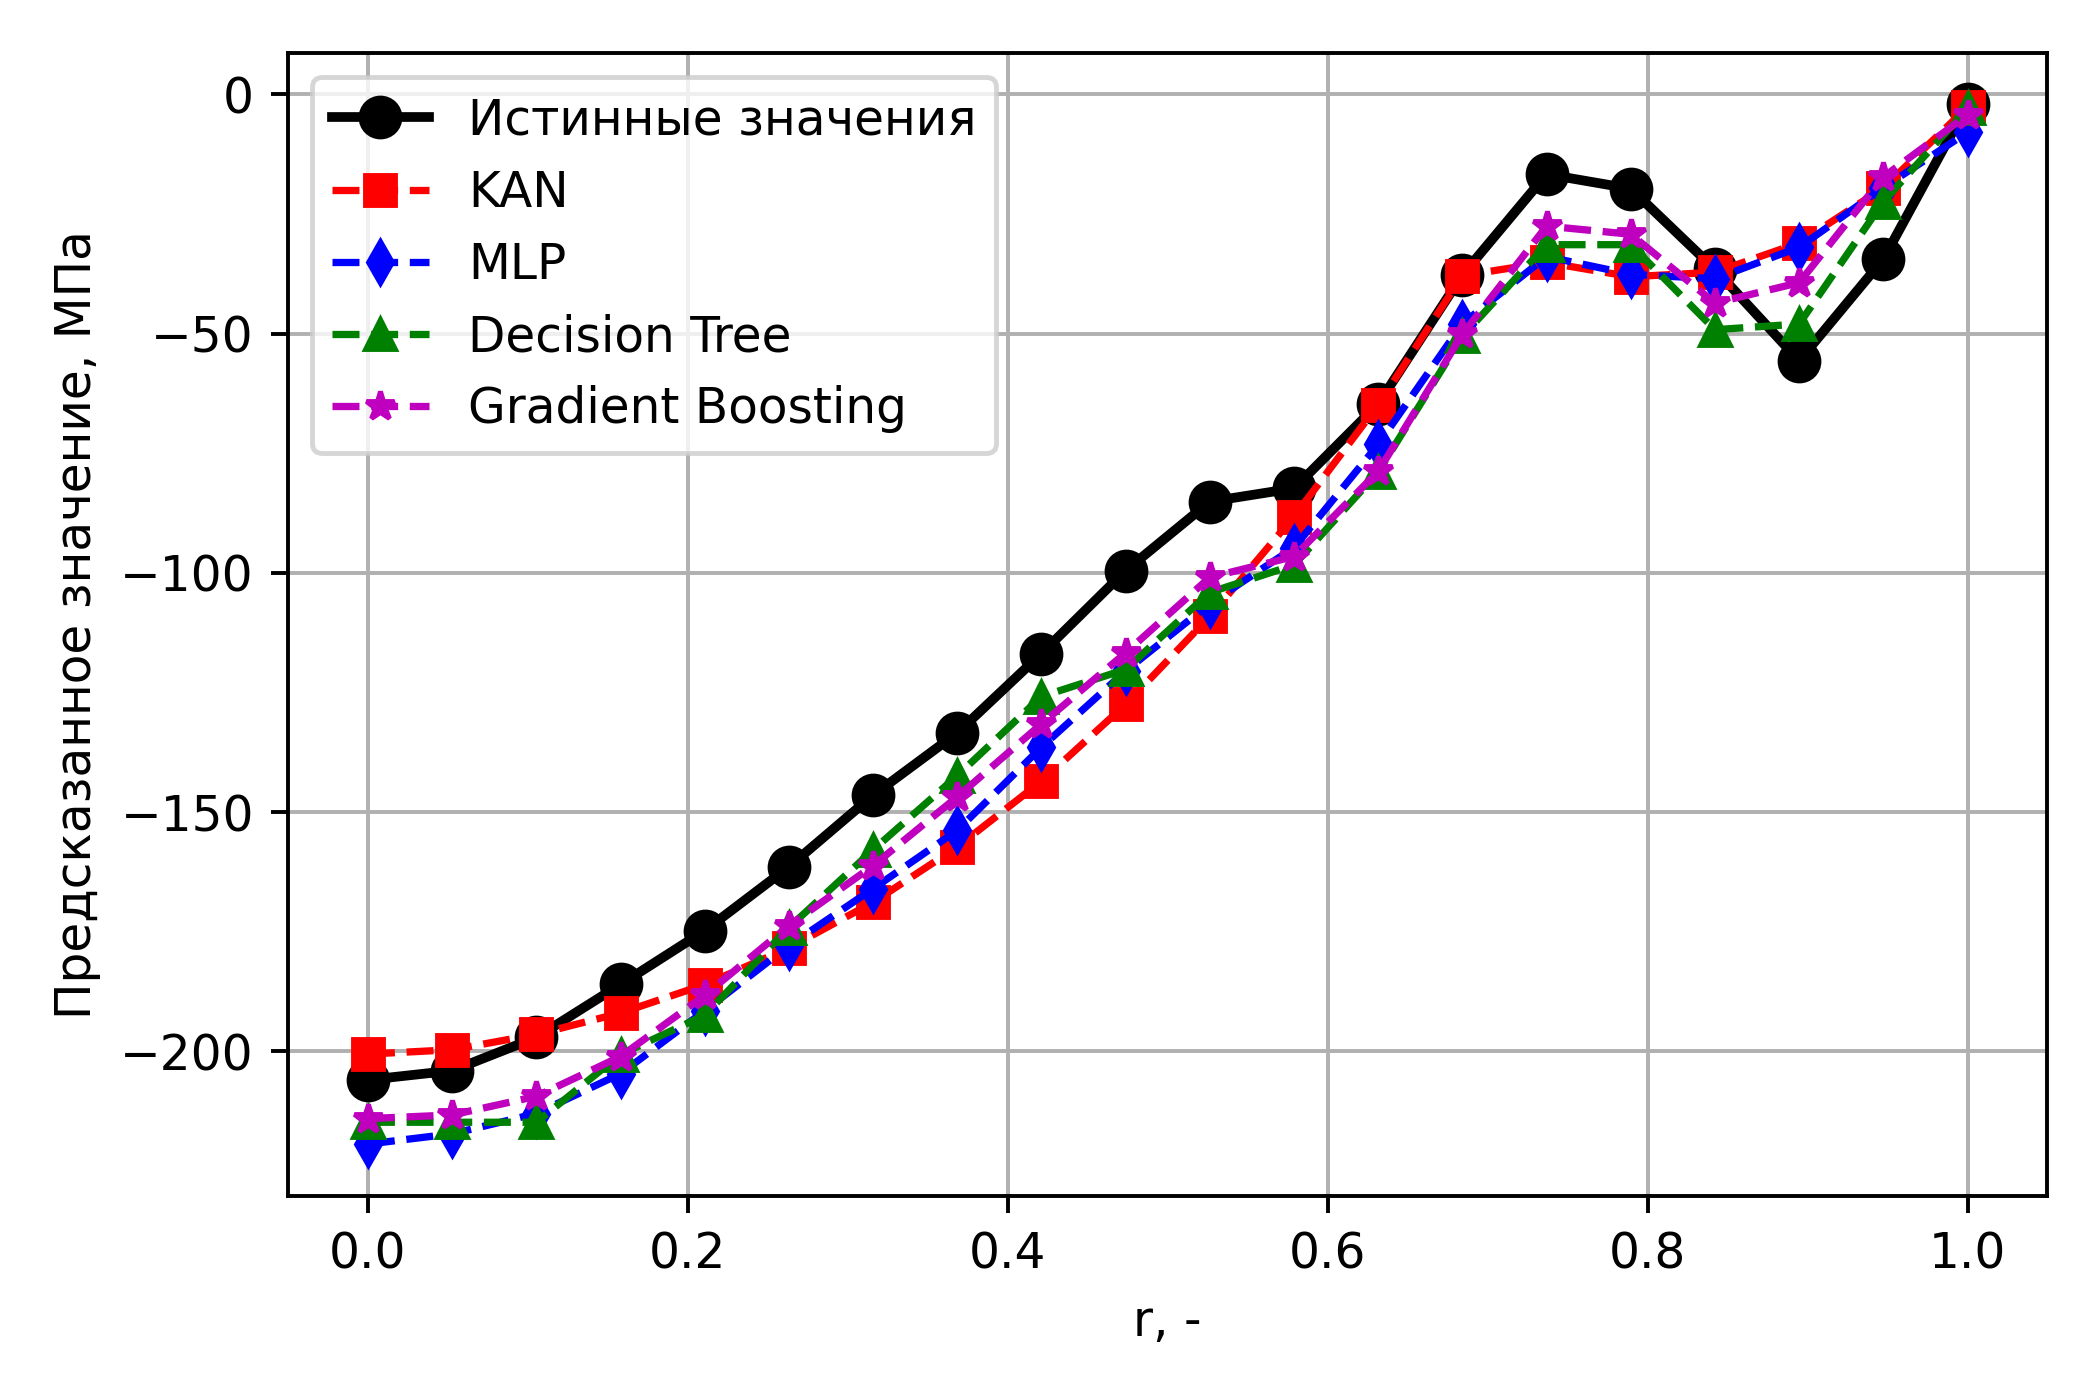 Предсказанное значение, МПа
0
−50
−100
−150
−200
Истинные значения
KAN
MLP
Decision Tree
Gradient Boosting
0.0 0.2 0.4 0.6 0.8 1.0
r, -